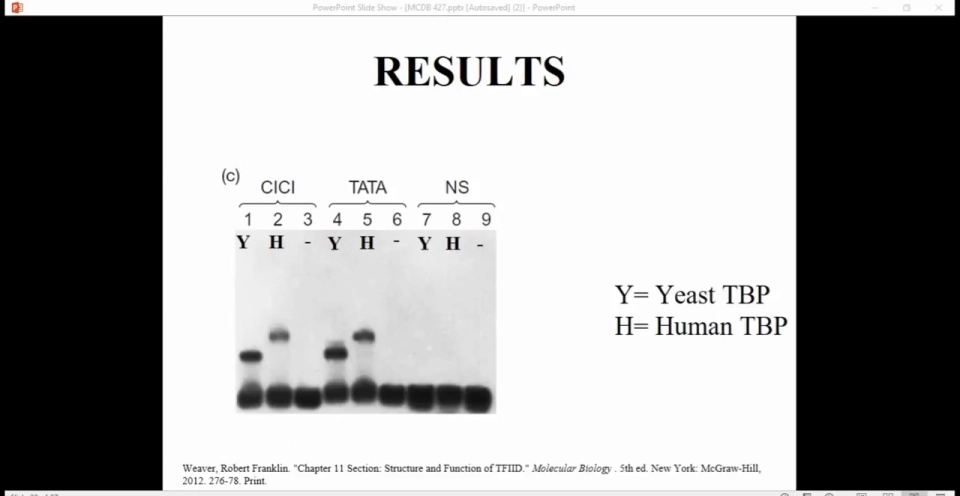 PowerPoint Slide Show - [MCDB 427.pptx [Autosaved] (2)] - PowerPoint
RESULTS
(c)
CICI TATA NS
1 2 3 4 5 6 7 8 9
Y H - Y H - Y H -
Y= Yeast TBP
H= Human TBP
Weaver, Robert Franklin. "Chapter 11 Section: Structure and Function of TFIID." Molecular Biology . 5th ed. New York: McGraw-Hill,
2012. 276-78. Print.